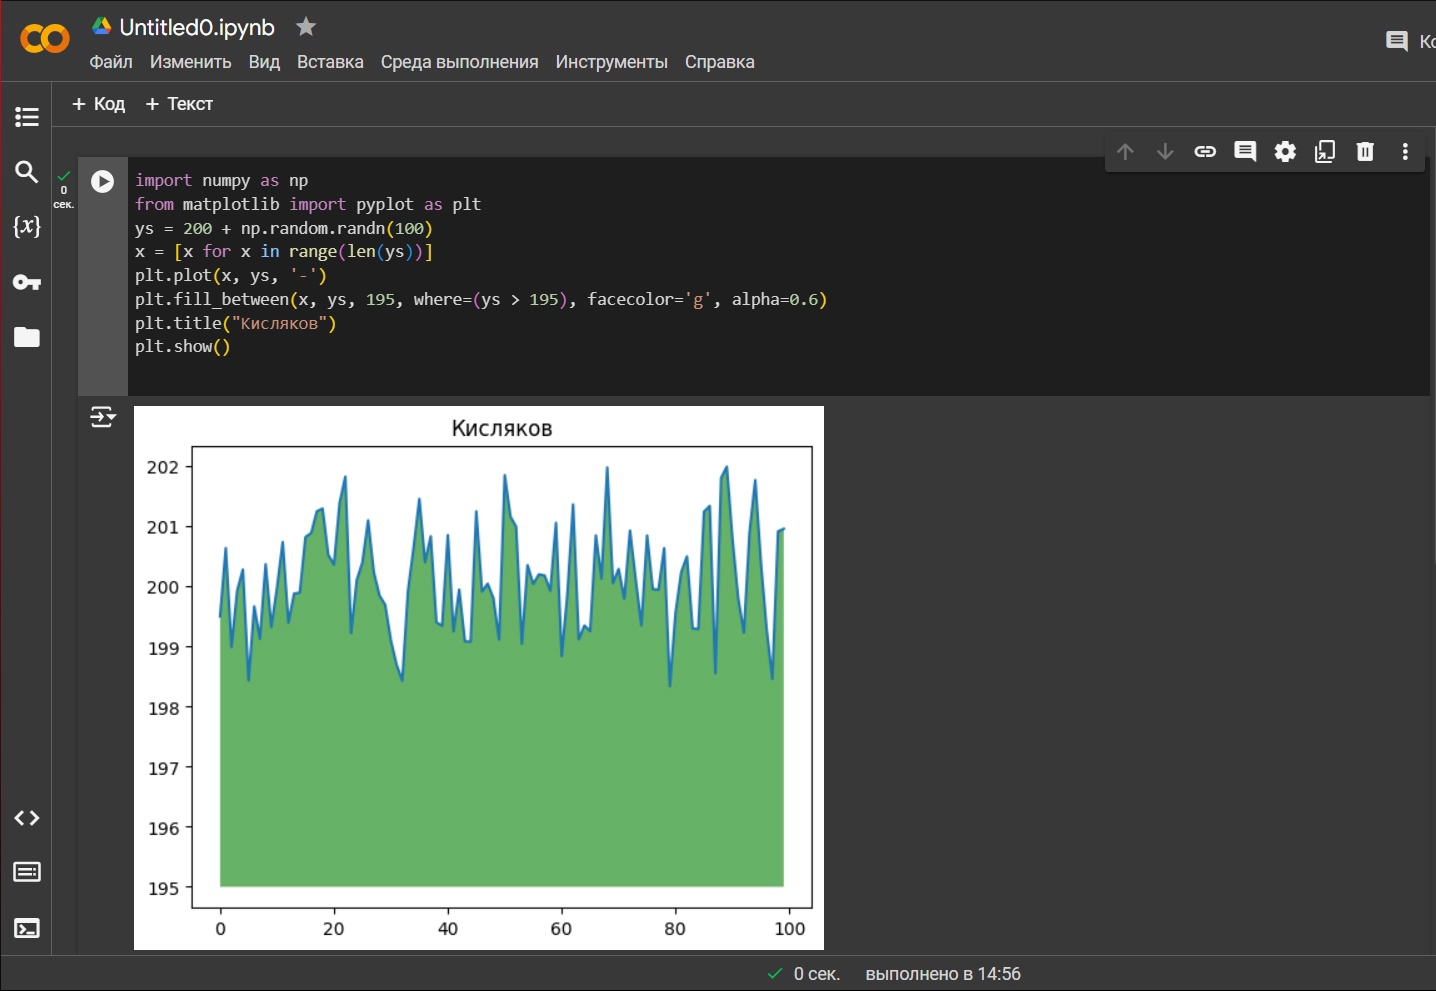 Untitled0.ipynb
Файл Изменить Вид Вставка Среда выполнения Инструменты Справка
+ Код + Текст
0
сек.
{x}
import numpy as np
from matplotlib import pyplot as plt
ys = 200 + np.random.randn(100)
x = [x for x in range(len(ys))]
plt.plot(x, ys, '-')
plt.fill_between(x, ys, 195, where=(ys > 195), facecolor='g', alpha=0.6)
plt.title("Кисляков")
plt.show()
Кисляков
202
201
200
199
198
197
196
195
0 20 40 60 80 100
0 сек. выполнено в 14:56